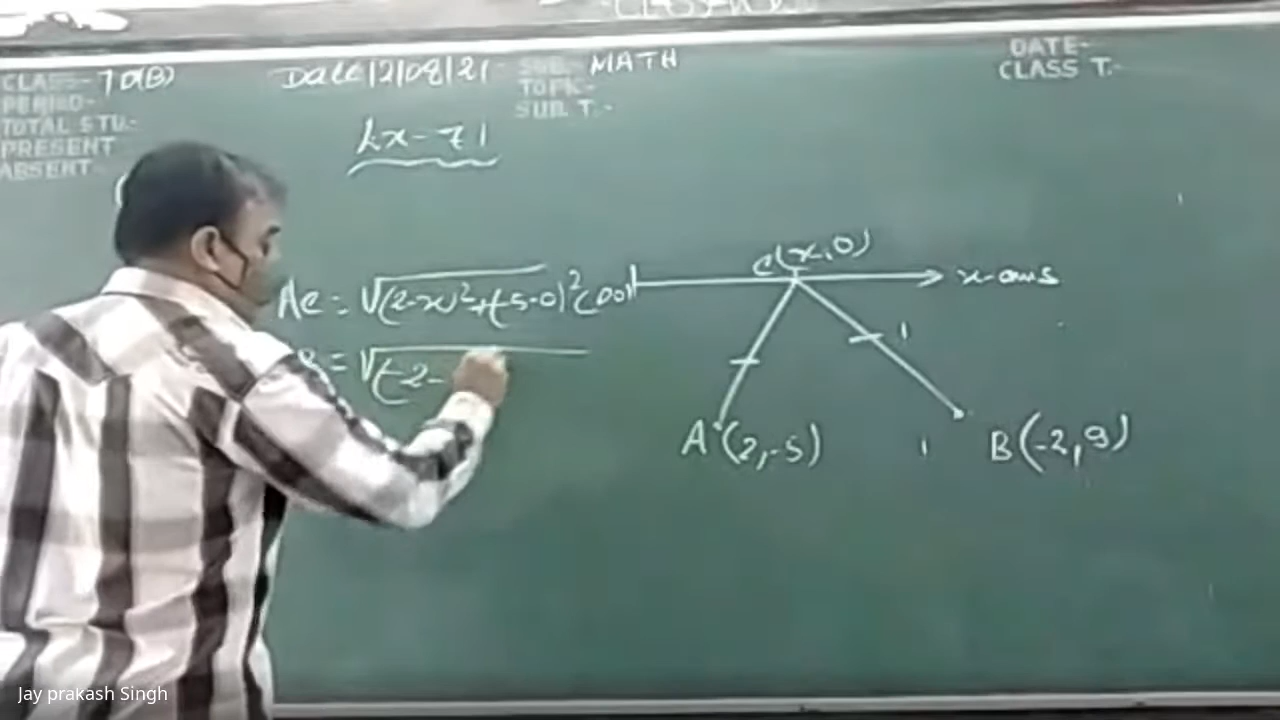 CLASS- 10(B)
Date 12/08/21
SUB.- MATH
DATE-
PERIOD-
TOPIC-
CLASS T.-
TOTAL STU.-
SUB. T.-
PRESENT
ABSENT-
Ex-7.1
C(x,0)
x-axis
AC = √(2-x)²+(-5-0)²
= √(-2-
A (2,-5)
B(-2,9)
Jay prakash Singh